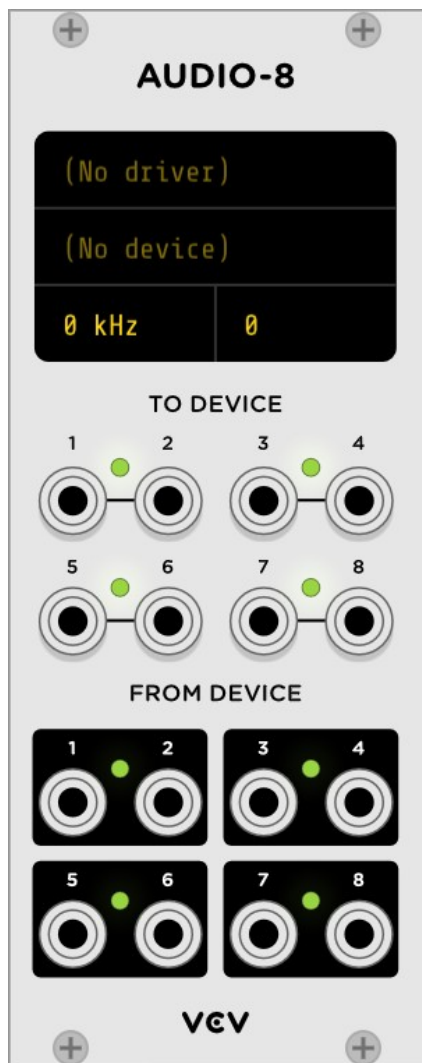 AUDIO-8
(No driver)
(No device)
0 kHz 0
TO DEVICE
1 2 3 4
5 6 7 8
FROM DEVICE
1 2 3 4
5 6 7 8
VCV